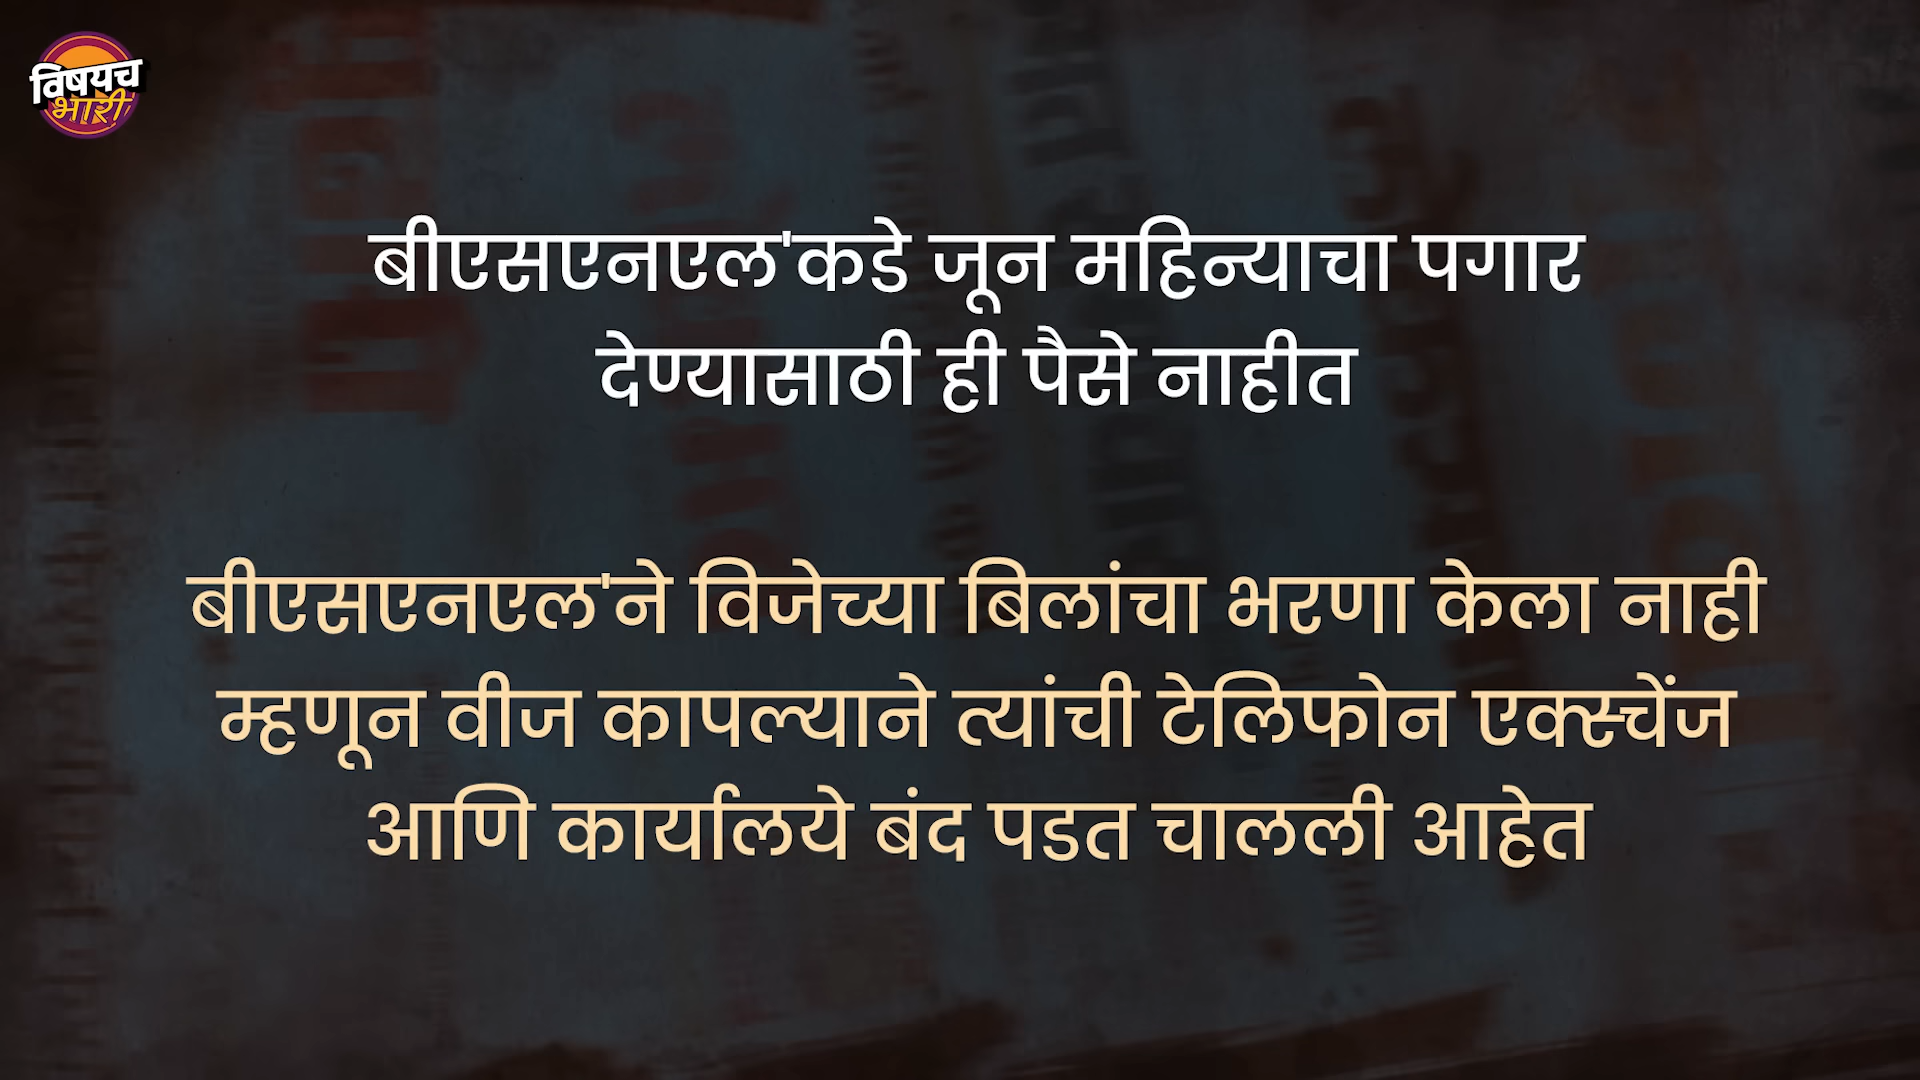 विषयच
भारी
बीएसएनएल'कडे जून महिन्याचा पगार
देण्यासाठी ही पैसे नाहीत
बीएसएनएल'ने विजेच्या बिलांचा भरणा केला नाही
म्हणून वीज कापल्याने त्यांची टेलिफोन एक्स्चेंज
आणि कार्यालये बंद पडत चालली आहेत